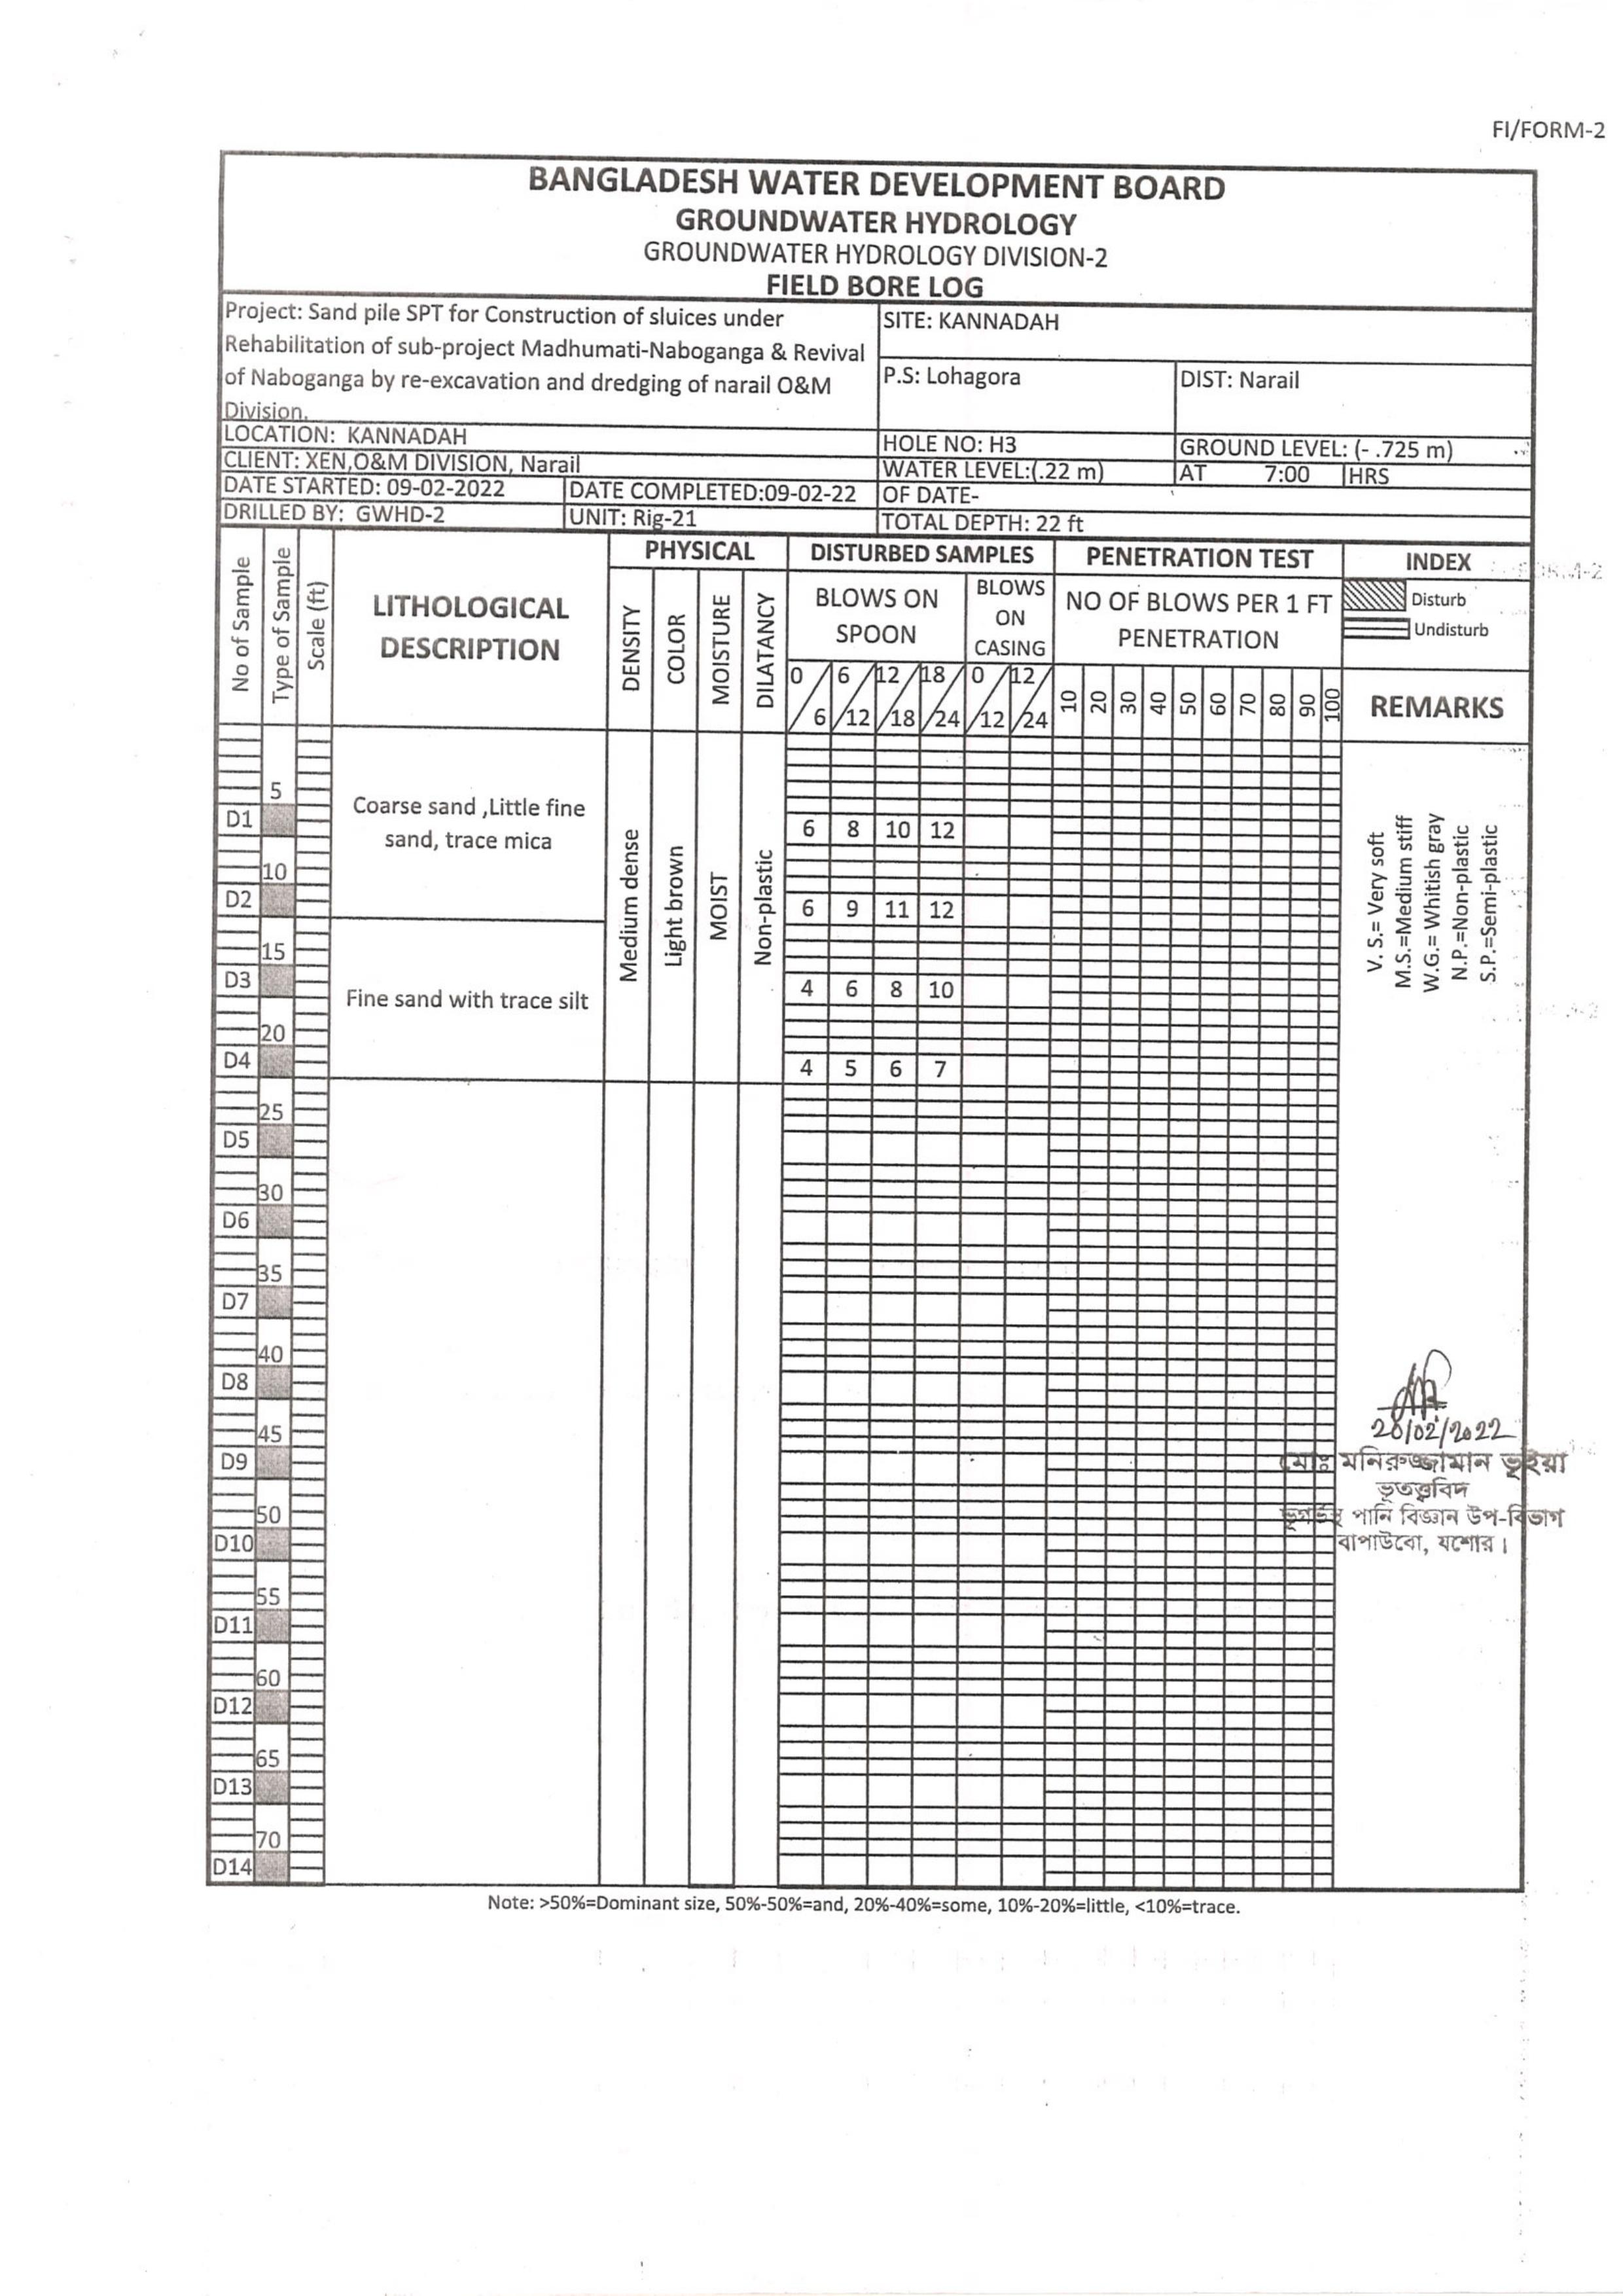 FI/FORM-2
BANGLADESH WATER DEVELOPMENT BOARD
GROUNDWATER HYDROLOGY
GROUNDWATER HYDROLOGY DIVISION-2
FIELD BORE LOG
Project: Sand pile SPT for Construction of sluices under
Rehabilitation of sub-project Madhumati-Naboganga & Revival
of Naboganga by re-excavation and dredging of narail O&M
Division.
SITE: KANNADAH
P.S: Lohagora
DIST: Narail
LOCATION: KANNADAH
HOLE NO: H3
GROUND LEVEL: (- .725 m)
CLIENT: XEN,O&M DIVISION, Narail
WATER LEVEL:(.22 m)
AT 7:00 HRS
DATE STARTED: 09-02-2022
DATE COMPLETED:09-02-22
OF DATE-
DRILLED BY: GWHD-2
UNIT: Rig-21
TOTAL DEPTH: 22 ft
No of Sample
Type of Sample
Scale (ft)
LITHOLOGICAL
DESCRIPTION
PHYSICAL
DENSITY
COLOR
MOISTURE
DILATANCY
DISTURBED SAMPLES
BLOWS ON
SPOON
BLOWS
ON
CASING
0/6 6/12 12/18 18/24 0/12 12/24
PENETRATION TEST
NO OF BLOWS PER 1 FT
PENETRATION
10 20 30 40 50 60 70 80 90 100
INDEX
Disturb
Undisturb
REMARKS
5
D1
Coarse sand ,Little fine
sand, trace mica
6 8 10 12
10
D2
6 9 11 12
15
D3
Fine sand with trace silt
4 6 8 10
20
D4
4 5 6 7
Medium dense
Light brown
MOIST
Non-plastic
V. S.= Very soft
M.S.=Medium stiff
W.G.= Whitish gray
N.P.=Non-plastic
S.P.=Semi-plastic
25
D5
30
D6
35
D7
40
D8
45
D9
50
D10
55
D11
60
D12
65
D13
70
D14
20/02/2022
মোঃ মনিরুজ্জামান ভূইয়া
ভূতত্ত্ববিদ
ভূগর্ভস্থ পানি বিজ্ঞান উপ-বিভাগ
বাপাউবো, যশোর।
Note: >50%=Dominant size, 50%-50%=and, 20%-40%=some, 10%-20%=little, <10%=trace.